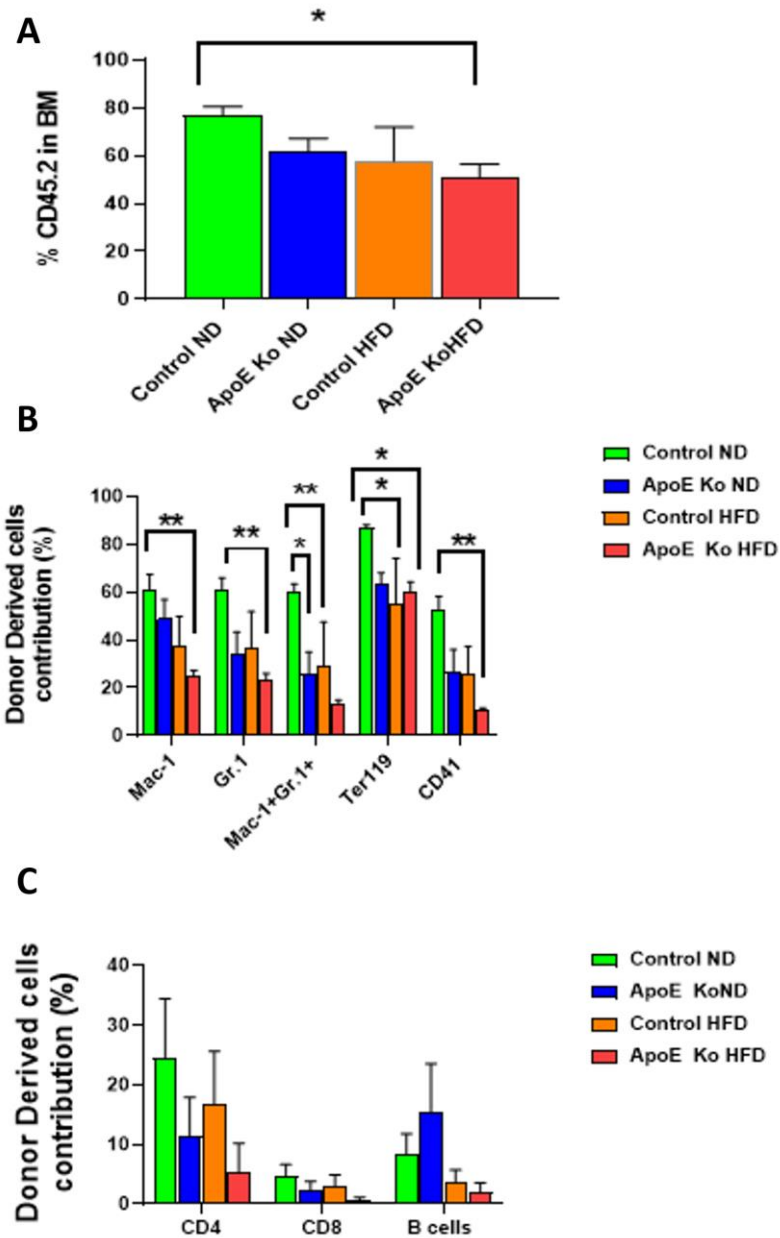 A
*
% CD45.2 in BM
100
80
60
40
20
0
Control ND
ApoE Ko ND
Control HFD
ApoE KoHFD
B
Control ND
ApoE Ko ND
Control HFD
ApoE Ko HFD
Donor Derived cells
contribution (%)
100
80
60
40
20
0
**
**
**
*
*
*
**
Mac-1
Gr.1
Mac-1+Gr.1+
Ter119
CD41
C
Control ND
ApoE KoND
Control HFD
ApoE Ko HFD
Donor Derived cells
contribution (%)
40
30
20
10
0
CD4
CD8
B cells